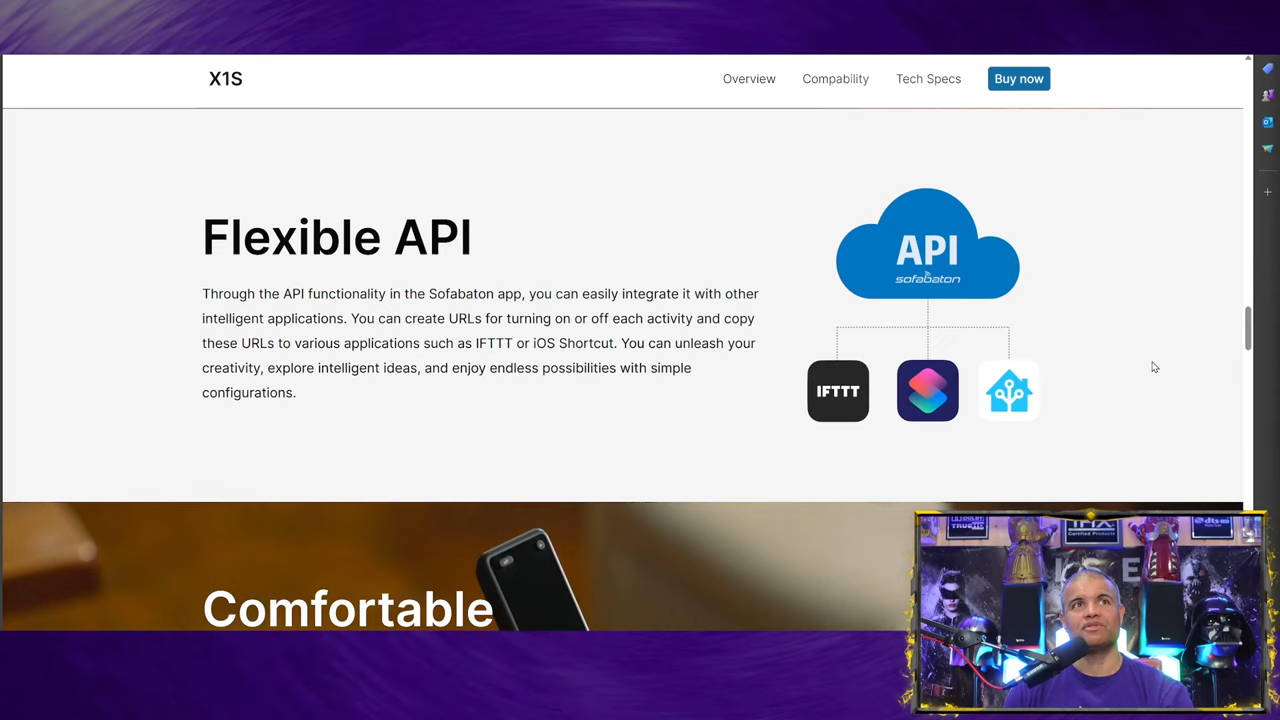 X1S
Overview
Compability
Tech Specs
Buy now
Flexible API
Through the API functionality in the Sofabaton app, you can easily integrate it with other
intelligent applications. You can create URLs for turning on or off each activity and copy
these URLs to various applications such as IFTTT or iOS Shortcut. You can unleash your
creativity, explore intelligent ideas, and enjoy endless possibilities with simple
configurations.
API
sofabaton
IFTTT
Comfortable
Certified Products
dts